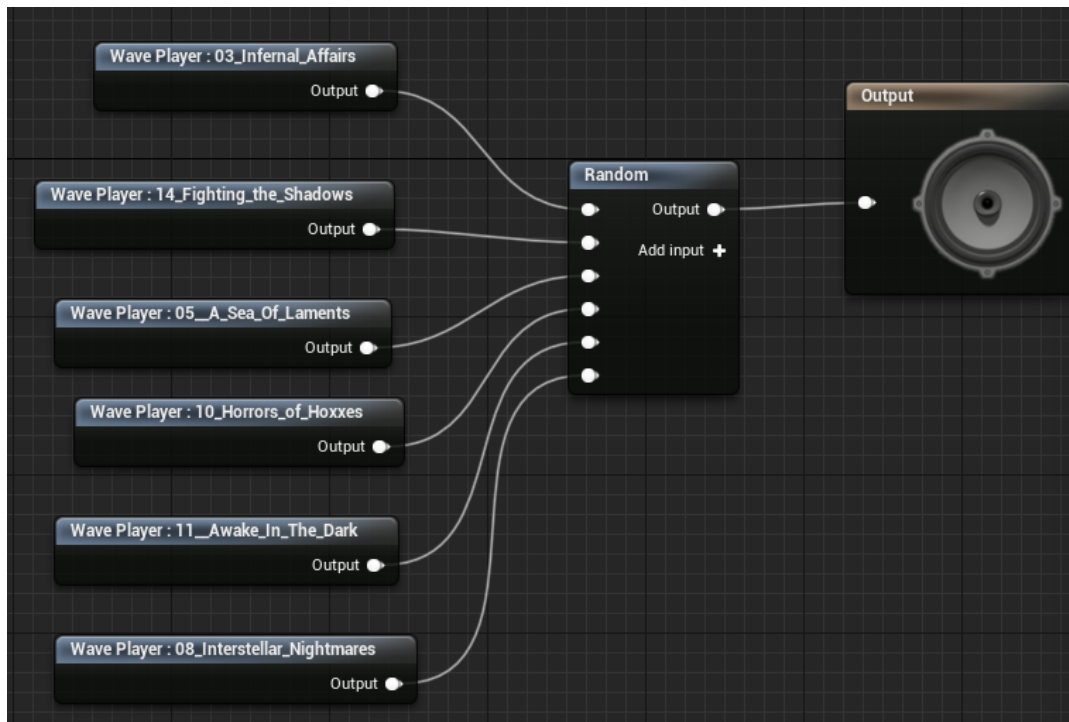 Wave Player : 03_Infernal_Affairs
Output
Wave Player : 14_Fighting_the_Shadows
Output
Wave Player : 05__A_Sea_Of_Laments
Output
Wave Player : 10_Horrors_of_Hoxxes
Output
Wave Player : 11__Awake_In_The_Dark
Output
Wave Player : 08_Interstellar_Nightmares
Output
Random
Output
Add input +
Output